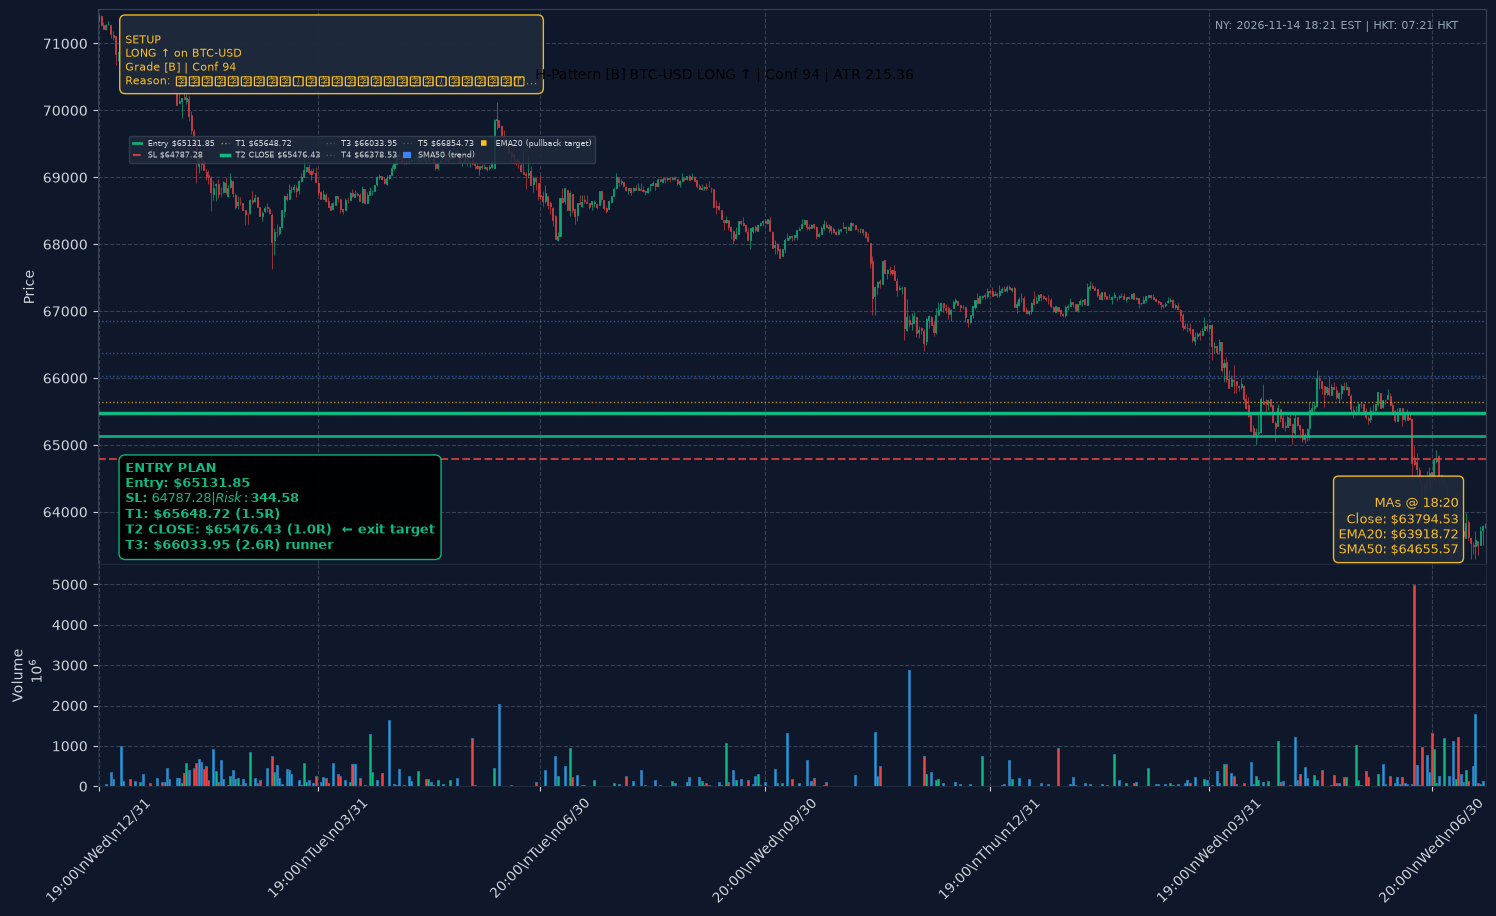 NY: 2026-11-14 18:21 EST | HKT: 07:21 HKT
SETUP
LONG ↑ on BTC-USD
Grade [B] | Conf 94
Reason:
H-Pattern [B] BTC-USD LONG ↑ | Conf 94 | ATR 215.36
Entry $65131.85
SL $64787.28
T1 $65648.72
T2 CLOSE $65476.43
T3 $66033.95
T4 $66378.53
T5 $66854.73
SMA50 (trend)
EMA20 (pullback target)
Price
71000
70000
69000
68000
67000
66000
65000
64000
ENTRY PLAN
Entry: $65131.85
SL: 64787.28|Risk:344.58
T1: $65648.72 (1.5R)
T2 CLOSE: $65476.43 (1.0R) ← exit target
T3: $66033.95 (2.6R) runner
MAs @ 18:20
Close: $63794.53
EMA20: $63918.72
SMA50: $64655.57
Volume
10⁶
5000
4000
3000
2000
1000
0
19:00\nWed\n12/31
19:00\nTue\n03/31
20:00\nTue\n06/30
20:00\nWed\n09/30
19:00\nThu\n12/31
19:00\nWed\n03/31
20:00\nWed\n06/30